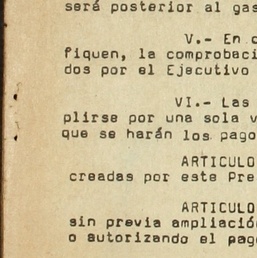 será posterior al gas
V.- En c
fiquen, la comprobaci
dos por el Ejecutivo
VI.- Las
plirse por una sola v
que se harán los pago
ARTICULO
creadas por este Pre
ARTICULO
sin previa ampliació
o autorizando el pag